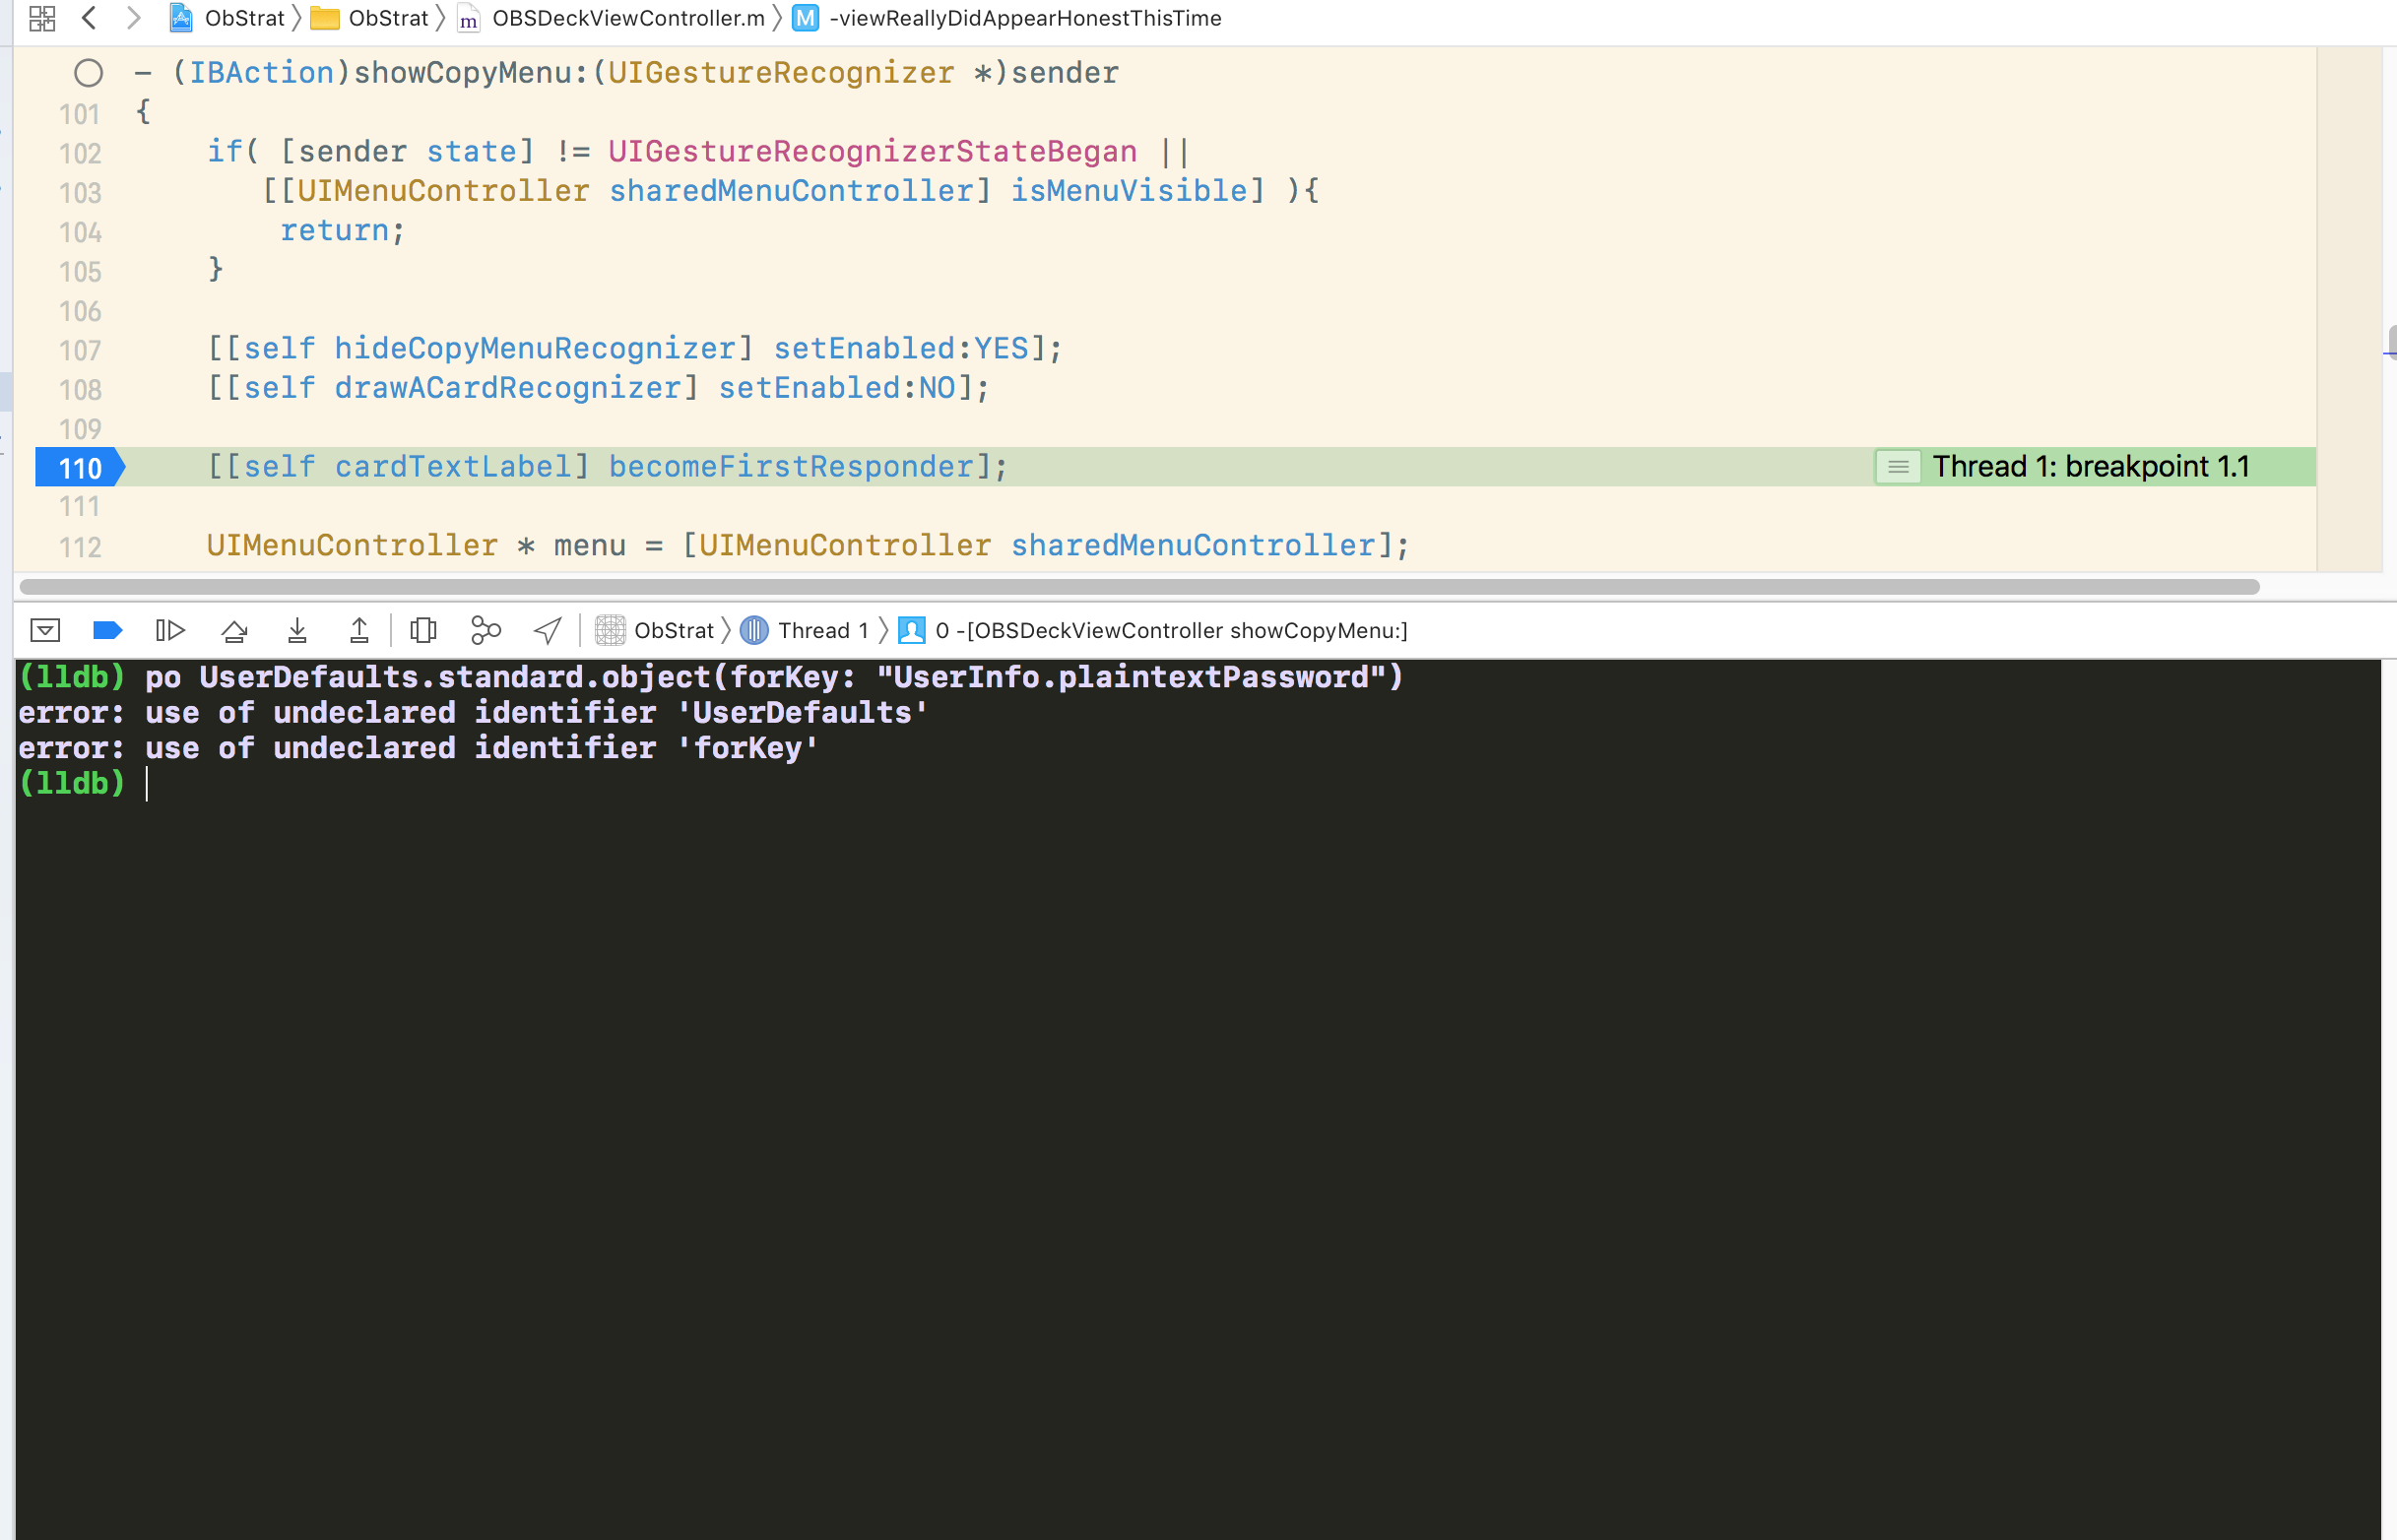 ObStrat ObStrat m OBSDeckViewController.m M -viewReallyDidAppearHonestThisTime
- (IBAction)showCopyMenu:(UIGestureRecognizer *)sender
101 {
102 if( [sender state] != UIGestureRecognizerStateBegan ||
103 [[UIMenuController sharedMenuController] isMenuVisible] ){
104 return;
105 }
106
107 [[self hideCopyMenuRecognizer] setEnabled:YES];
108 [[self drawACardRecognizer] setEnabled:NO];
109
110 [[self cardTextLabel] becomeFirstResponder]; Thread 1: breakpoint 1.1
111
112 UIMenuController * menu = [UIMenuController sharedMenuController];
ObStrat Thread 1 0 -[OBSDeckViewController showCopyMenu:]
(lldb) po UserDefaults.standard.object(forKey: "UserInfo.plaintextPassword")
error: use of undeclared identifier 'UserDefaults'
error: use of undeclared identifier 'forKey'
(lldb)